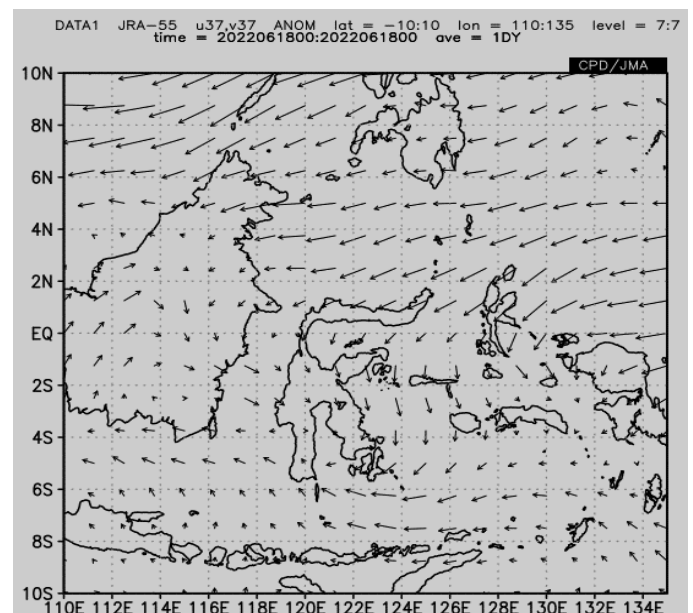 DATA1 JRA-55 u37,v37 ANOM lat = -10:10 lon = 110:135 level = 7:7
time = 2022061800:2022061800 ave = 1DY
CPD/JMA
10N
8N
6N
4N
2N
EQ
2S
4S
6S
8S
10S
110E 112E 114E 116E 118E 120E 122E 124E 126E 128E 130E 132E 134E